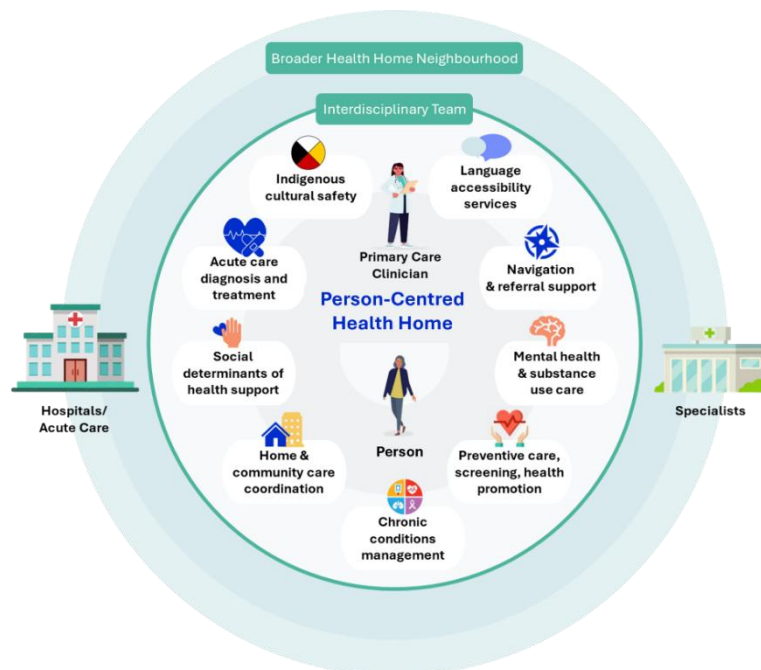 Broader Health Home Neighbourhood
Interdisciplinary Team
Indigenous
cultural safety
Language
accessibility
services
Primary Care
Clinician
Acute care
diagnosis and
treatment
Navigation
& referral support
Person-Centred
Health Home
Social
determinants of
health support
Mental health
& substance
use care
Hospitals/
Acute Care
Specialists
Home &
community care
coordination
Person
Preventive care,
screening, health
promotion
Chronic
conditions
management